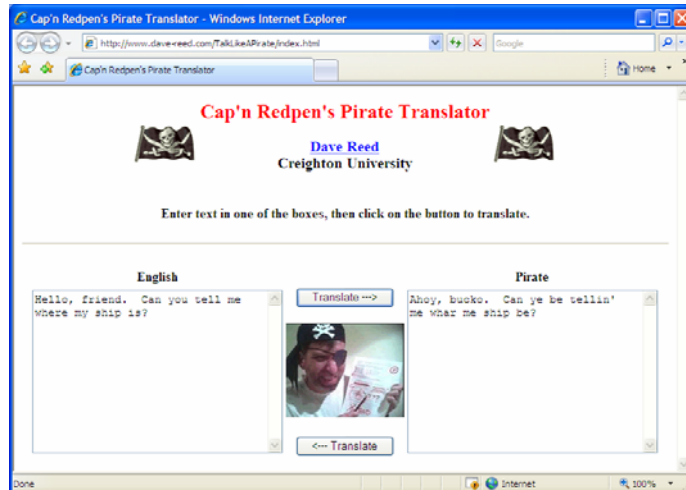 Cap'n Redpen's Pirate Translator - Windows Internet Explorer
http://www.dave-reed.com/TalkLikeAPirate/index.html
Google
Cap'n Redpen's Pirate Translator
Home
Cap'n Redpen's Pirate Translator
Dave Reed
Creighton University
Enter text in one of the boxes, then click on the button to translate.
English
Pirate
Hello, friend.  Can you tell me
where my ship is?
Translate --->
Ahoy, bucko.  Can ye be tellin'
me whar me ship be?
<--- Translate
Done
Internet
100%